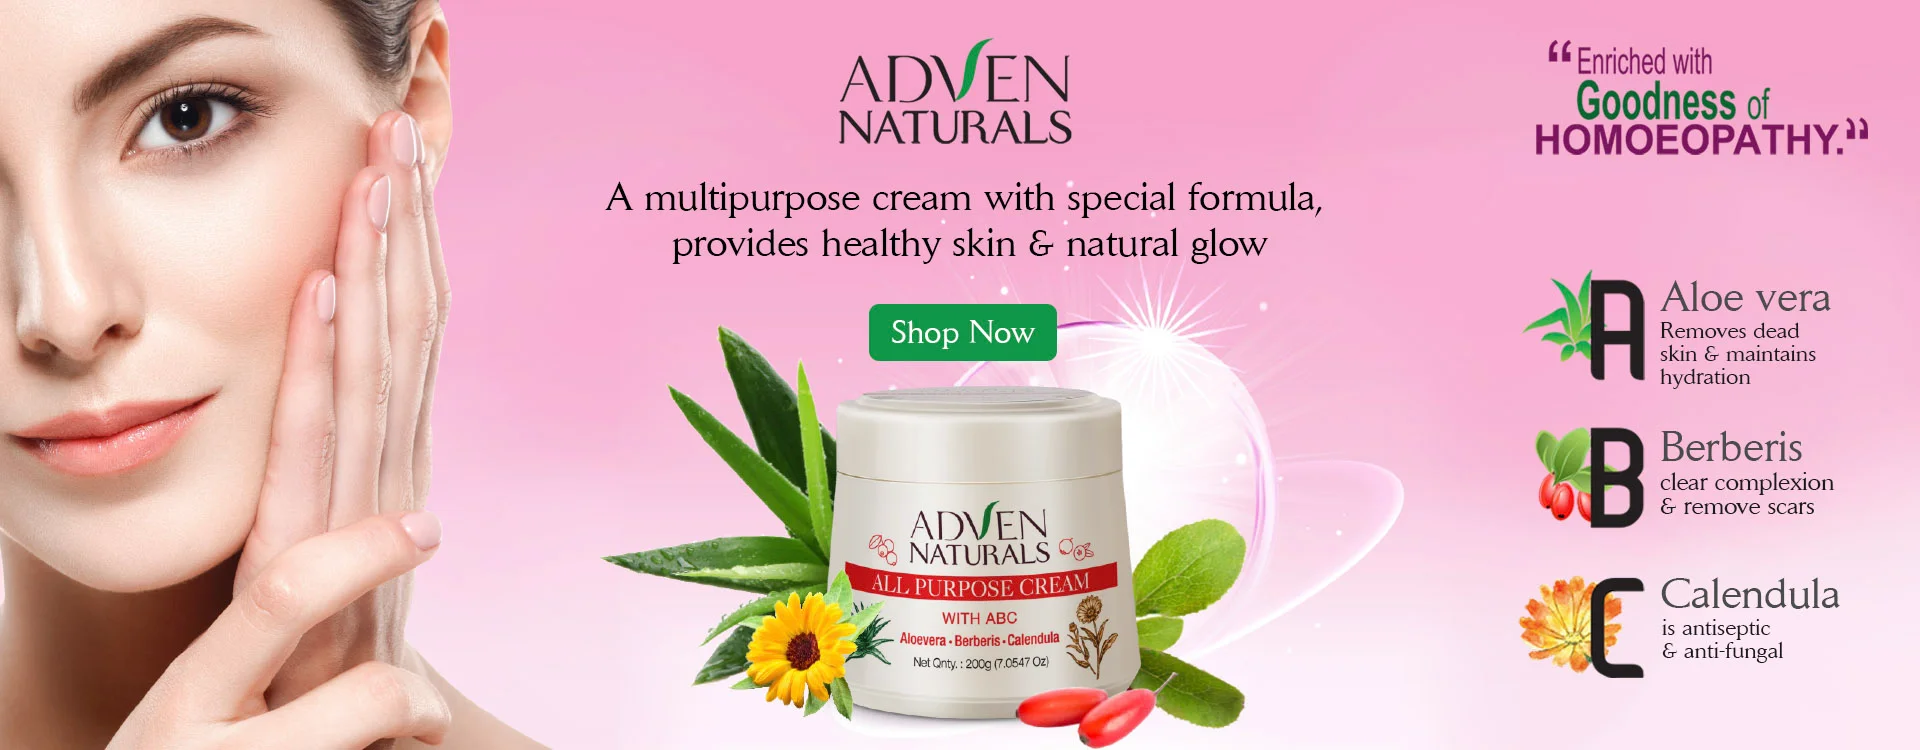 ADVEN
NATURALS
A multipurpose cream with special formula,
provides healthy skin & natural glow
Shop Now
“Enriched with
Goodness of
HOMOEOPATHY.”
A Aloe vera
Removes dead
skin & maintains
hydration
B Berberis
clear complexion
& remove scars
C Calendula
is antiseptic
& anti-fungal
ADVEN
NATURALS
ALL PURPOSE CREAM
WITH ABC
Aloevera • Berberis • Calendula
Net Qnty. : 200g (7.0547 Oz)